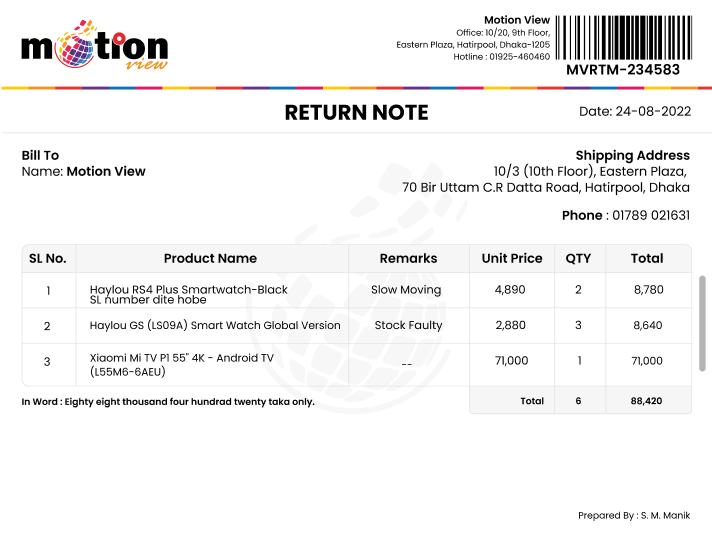 motion
view
Motion View
Office: 10/20, 9th Floor,
Eastern Plaza, Hatirpool, Dhaka-1205
Hotline : 01925-460460
MVRTM-234583
RETURN NOTE
Date: 24-08-2022
Bill To
Name: Motion View
Shipping Address
10/3 (10th Floor), Eastern Plaza,
70 Bir Uttam C.R Datta Road, Hatirpool, Dhaka
Phone : 01789 021631
SL No. Product Name Remarks Unit Price QTY Total
1 Haylou RS4 Plus Smartwatch-Black Slow Moving 4,890 2 8,780
SL number dite hobe
2 Haylou GS (LS09A) Smart Watch Global Version Stock Faulty 2,880 3 8,640
3 Xiaomi Mi TV P1 55" 4K - Android TV -- 71,000 1 71,000
(L55M6-6AEU)
In Word : Eighty eight thousand four hundrad twenty taka only. Total 6 88,420
Prepared By : S. M. Manik